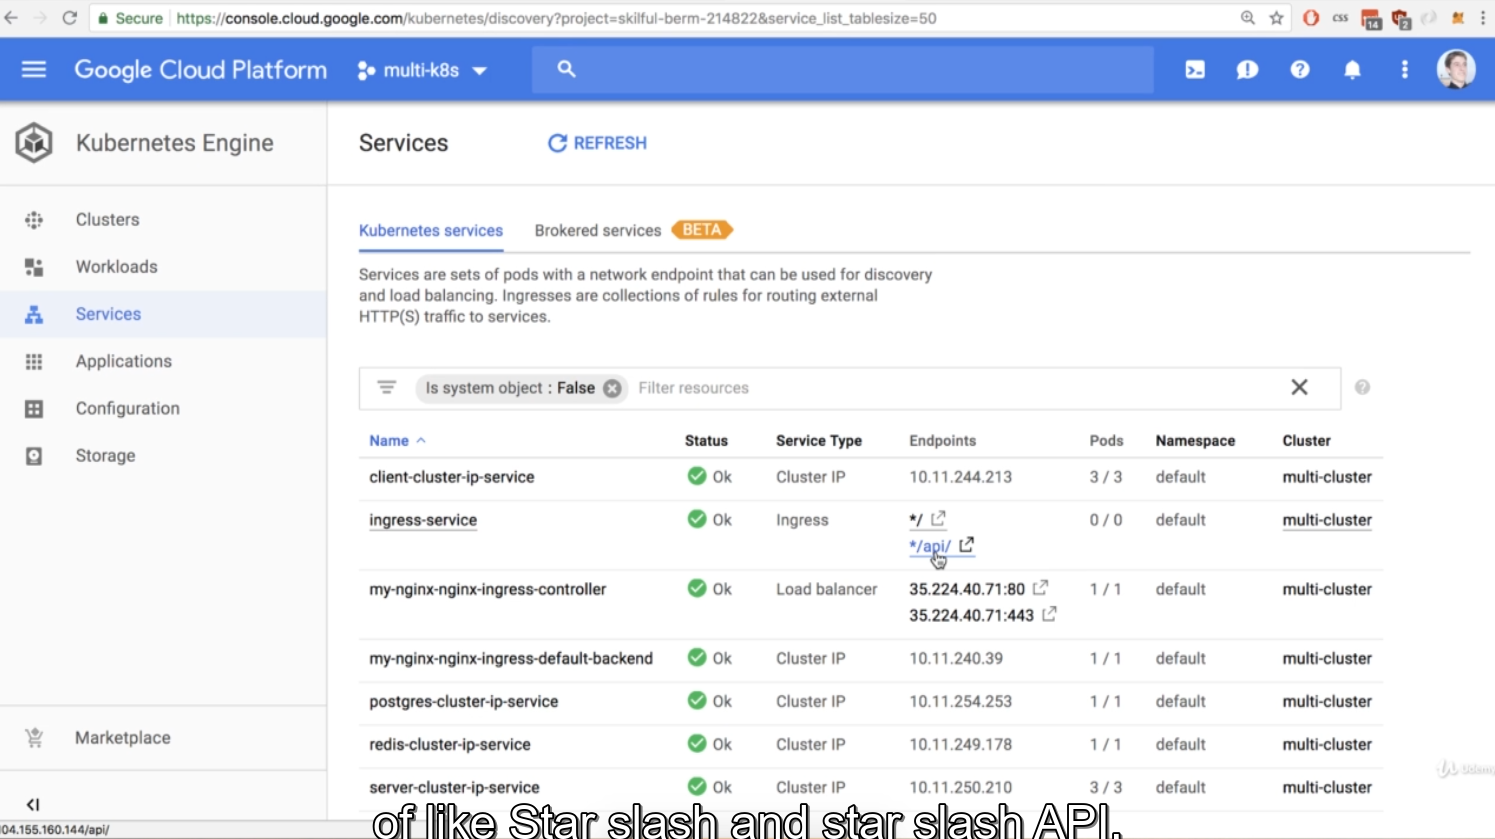 Secure https://console.cloud.google.com/kubernetes/discovery?project=skilful-berm-214822&service_list_tablesize=50 css 14 2
Google Cloud Platform multi-k8s
Kubernetes Engine Services REFRESH
Clusters
Workloads
Services
Applications
Configuration
Storage
Marketplace
Kubernetes services Brokered services BETA
Services are sets of pods with a network endpoint that can be used for discovery
and load balancing. Ingresses are collections of rules for routing external
HTTP(S) traffic to services.
Is system object : False Filter resources
Name Status Service Type Endpoints Pods Namespace Cluster
client-cluster-ip-service Ok Cluster IP 10.11.244.213 3 / 3 default multi-cluster
ingress-service Ok Ingress */ 0 / 0 default multi-cluster
*/api/
my-nginx-nginx-ingress-controller Ok Load balancer 35.224.40.71:80 1 / 1 default multi-cluster
35.224.40.71:443
my-nginx-nginx-ingress-default-backend Ok Cluster IP 10.11.240.39 1 / 1 default multi-cluster
postgres-cluster-ip-service Ok Cluster IP 10.11.254.253 1 / 1 default multi-cluster
redis-cluster-ip-service Ok Cluster IP 10.11.249.178 1 / 1 default multi-cluster
server-cluster-ip-service Ok Cluster IP 10.11.250.210 3 / 3 default multi-cluster
Udemy
of like Star slash and star slash API.
04.155.160.144/api/